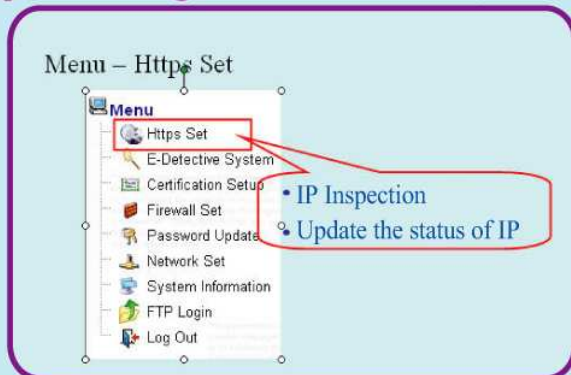 Menu – Https Set
Menu
Https Set
E-Detective System
Certification Setup
Firewall Set
Password Update
Network Set
System Information
FTP Login
Log Out
• IP Inspection
• Update the status of IP